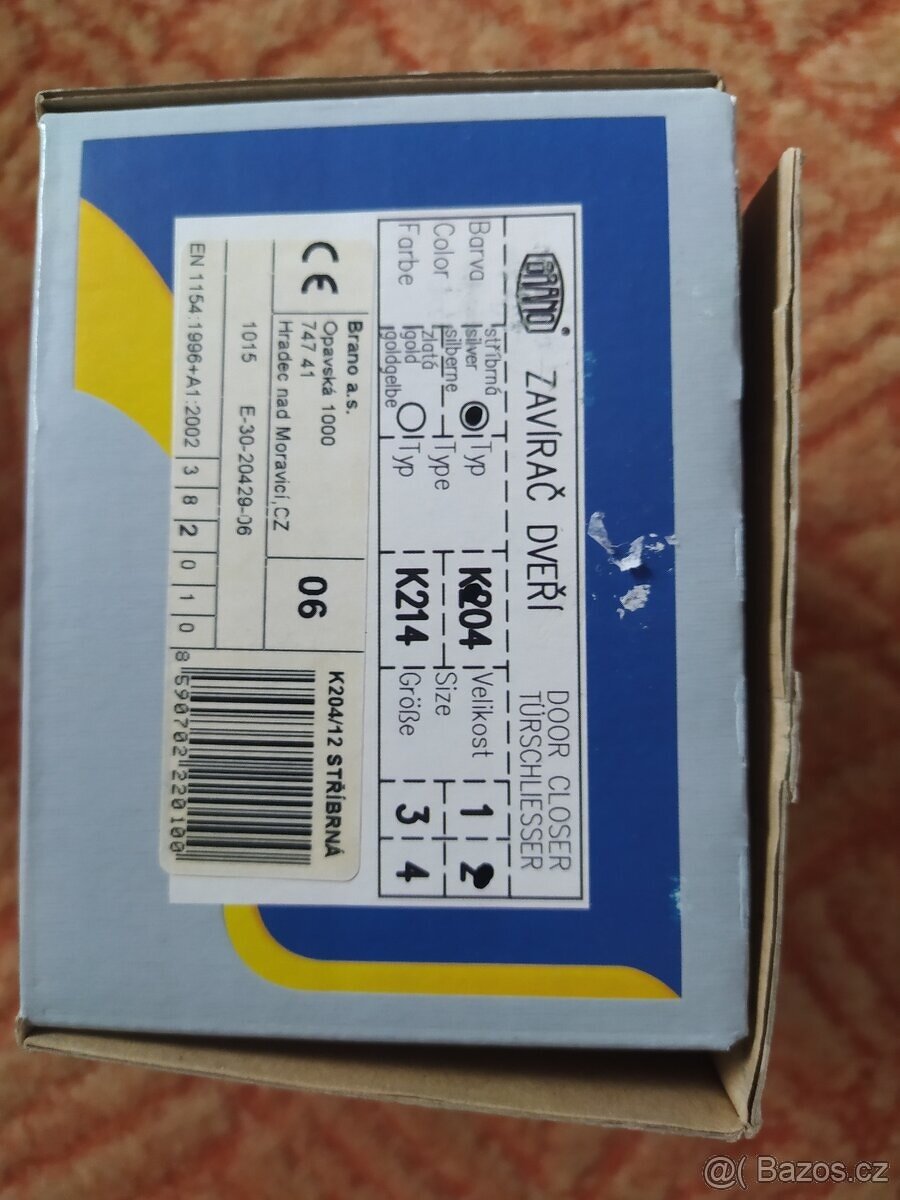 BRANO®
ZAVÍRAČ DVEŘÍ
DOOR CLOSER
TÜRSCHLIESSER
Barva
Color
Farbe
stříbrná
silver
silberne
zlatá
gold
goldgelbe
Typ
Type
Typ
K204
K214
Velikost
Size
Größe
1 2
3 4
CE
Brano a.s.
Opavská 1000
747 41
Hradec nad Moravicí,CZ
06
1015 E-30-20429-06
EN 1154:1996+A1:2002 3 8 2 0 1 0
K204/12 STŘÍBRNÁ
8 590702 220100
@( Bazos.cz